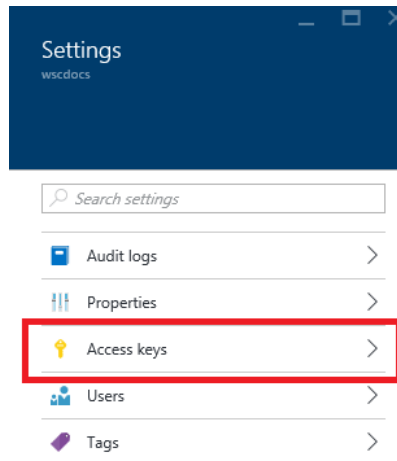 Settings
wscdocs
Search settings
Audit logs
Properties
Access keys
Users
Tags